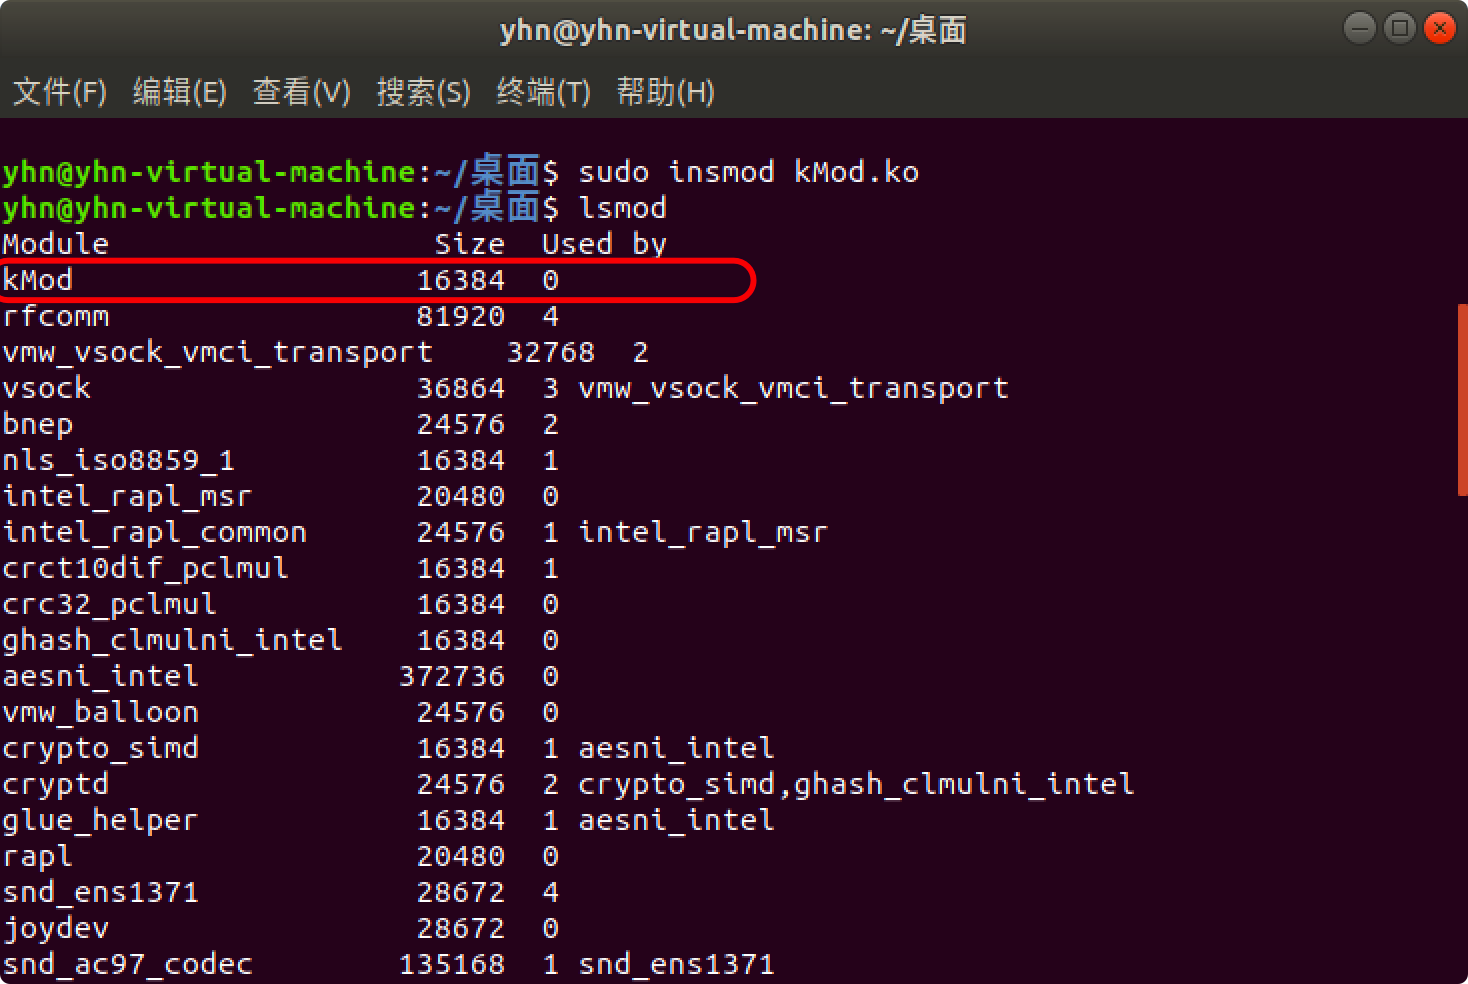 yhn@yhn-virtual-machine: ~/桌面
文件(F) 编辑(E) 查看(V) 搜索(S) 终端(T) 帮助(H)
yhn@yhn-virtual-machine:~/桌面$ sudo insmod kMod.ko
yhn@yhn-virtual-machine:~/桌面$ lsmod
Module                  Size  Used by
kMod                   16384  0
rfcomm                 81920  4
vmw_vsock_vmci_transport    32768  2
vsock                  36864  3 vmw_vsock_vmci_transport
bnep                   24576  2
nls_iso8859_1          16384  1
intel_rapl_msr         20480  0
intel_rapl_common      24576  1 intel_rapl_msr
crct10dif_pclmul       16384  1
crc32_pclmul           16384  0
ghash_clmulni_intel    16384  0
aesni_intel           372736  0
vmw_balloon            24576  0
crypto_simd            16384  1 aesni_intel
cryptd                 24576  2 crypto_simd,ghash_clmulni_intel
glue_helper            16384  1 aesni_intel
rapl                   20480  0
snd_ens1371            28672  4
joydev                 28672  0
snd_ac97_codec        135168  1 snd_ens1371